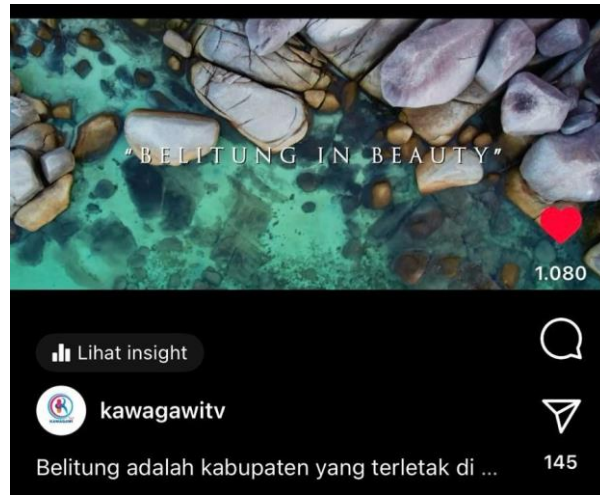 "BELITUNG IN BEAUTY"
1.080
Lihat insight
kawagawitv
Belitung adalah kabupaten yang terletak di ...
145